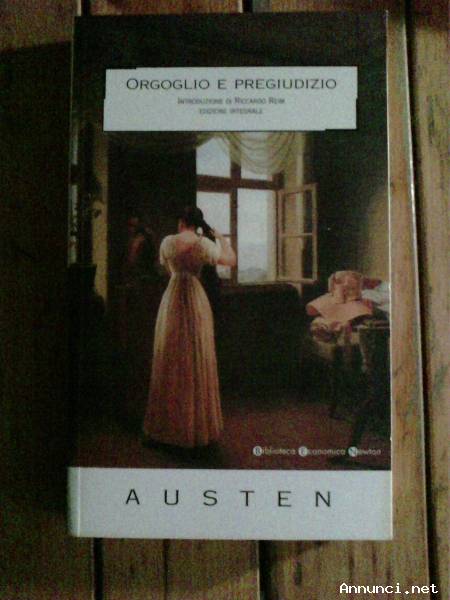 ORGOGLIO E PREGIUDIZIO
INTRODUZIONE DI RICCARDO REIM
EDIZIONE INTEGRALE
Biblioteca Economica Newton
AUSTEN
Annunci.net